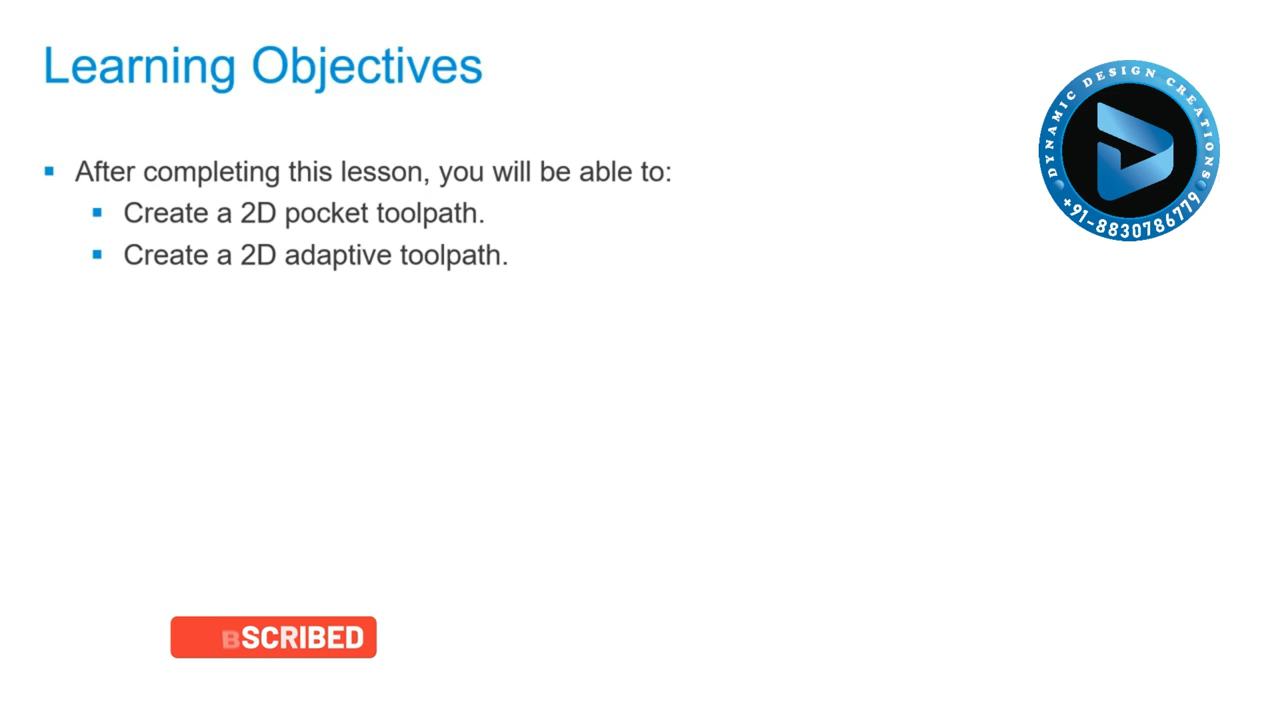 Learning Objectives
After completing this lesson, you will be able to:
Create a 2D pocket toolpath.
Create a 2D adaptive toolpath.
DYNAMIC DESIGN CREATIONS
+91-8830786779
BSCRIBED